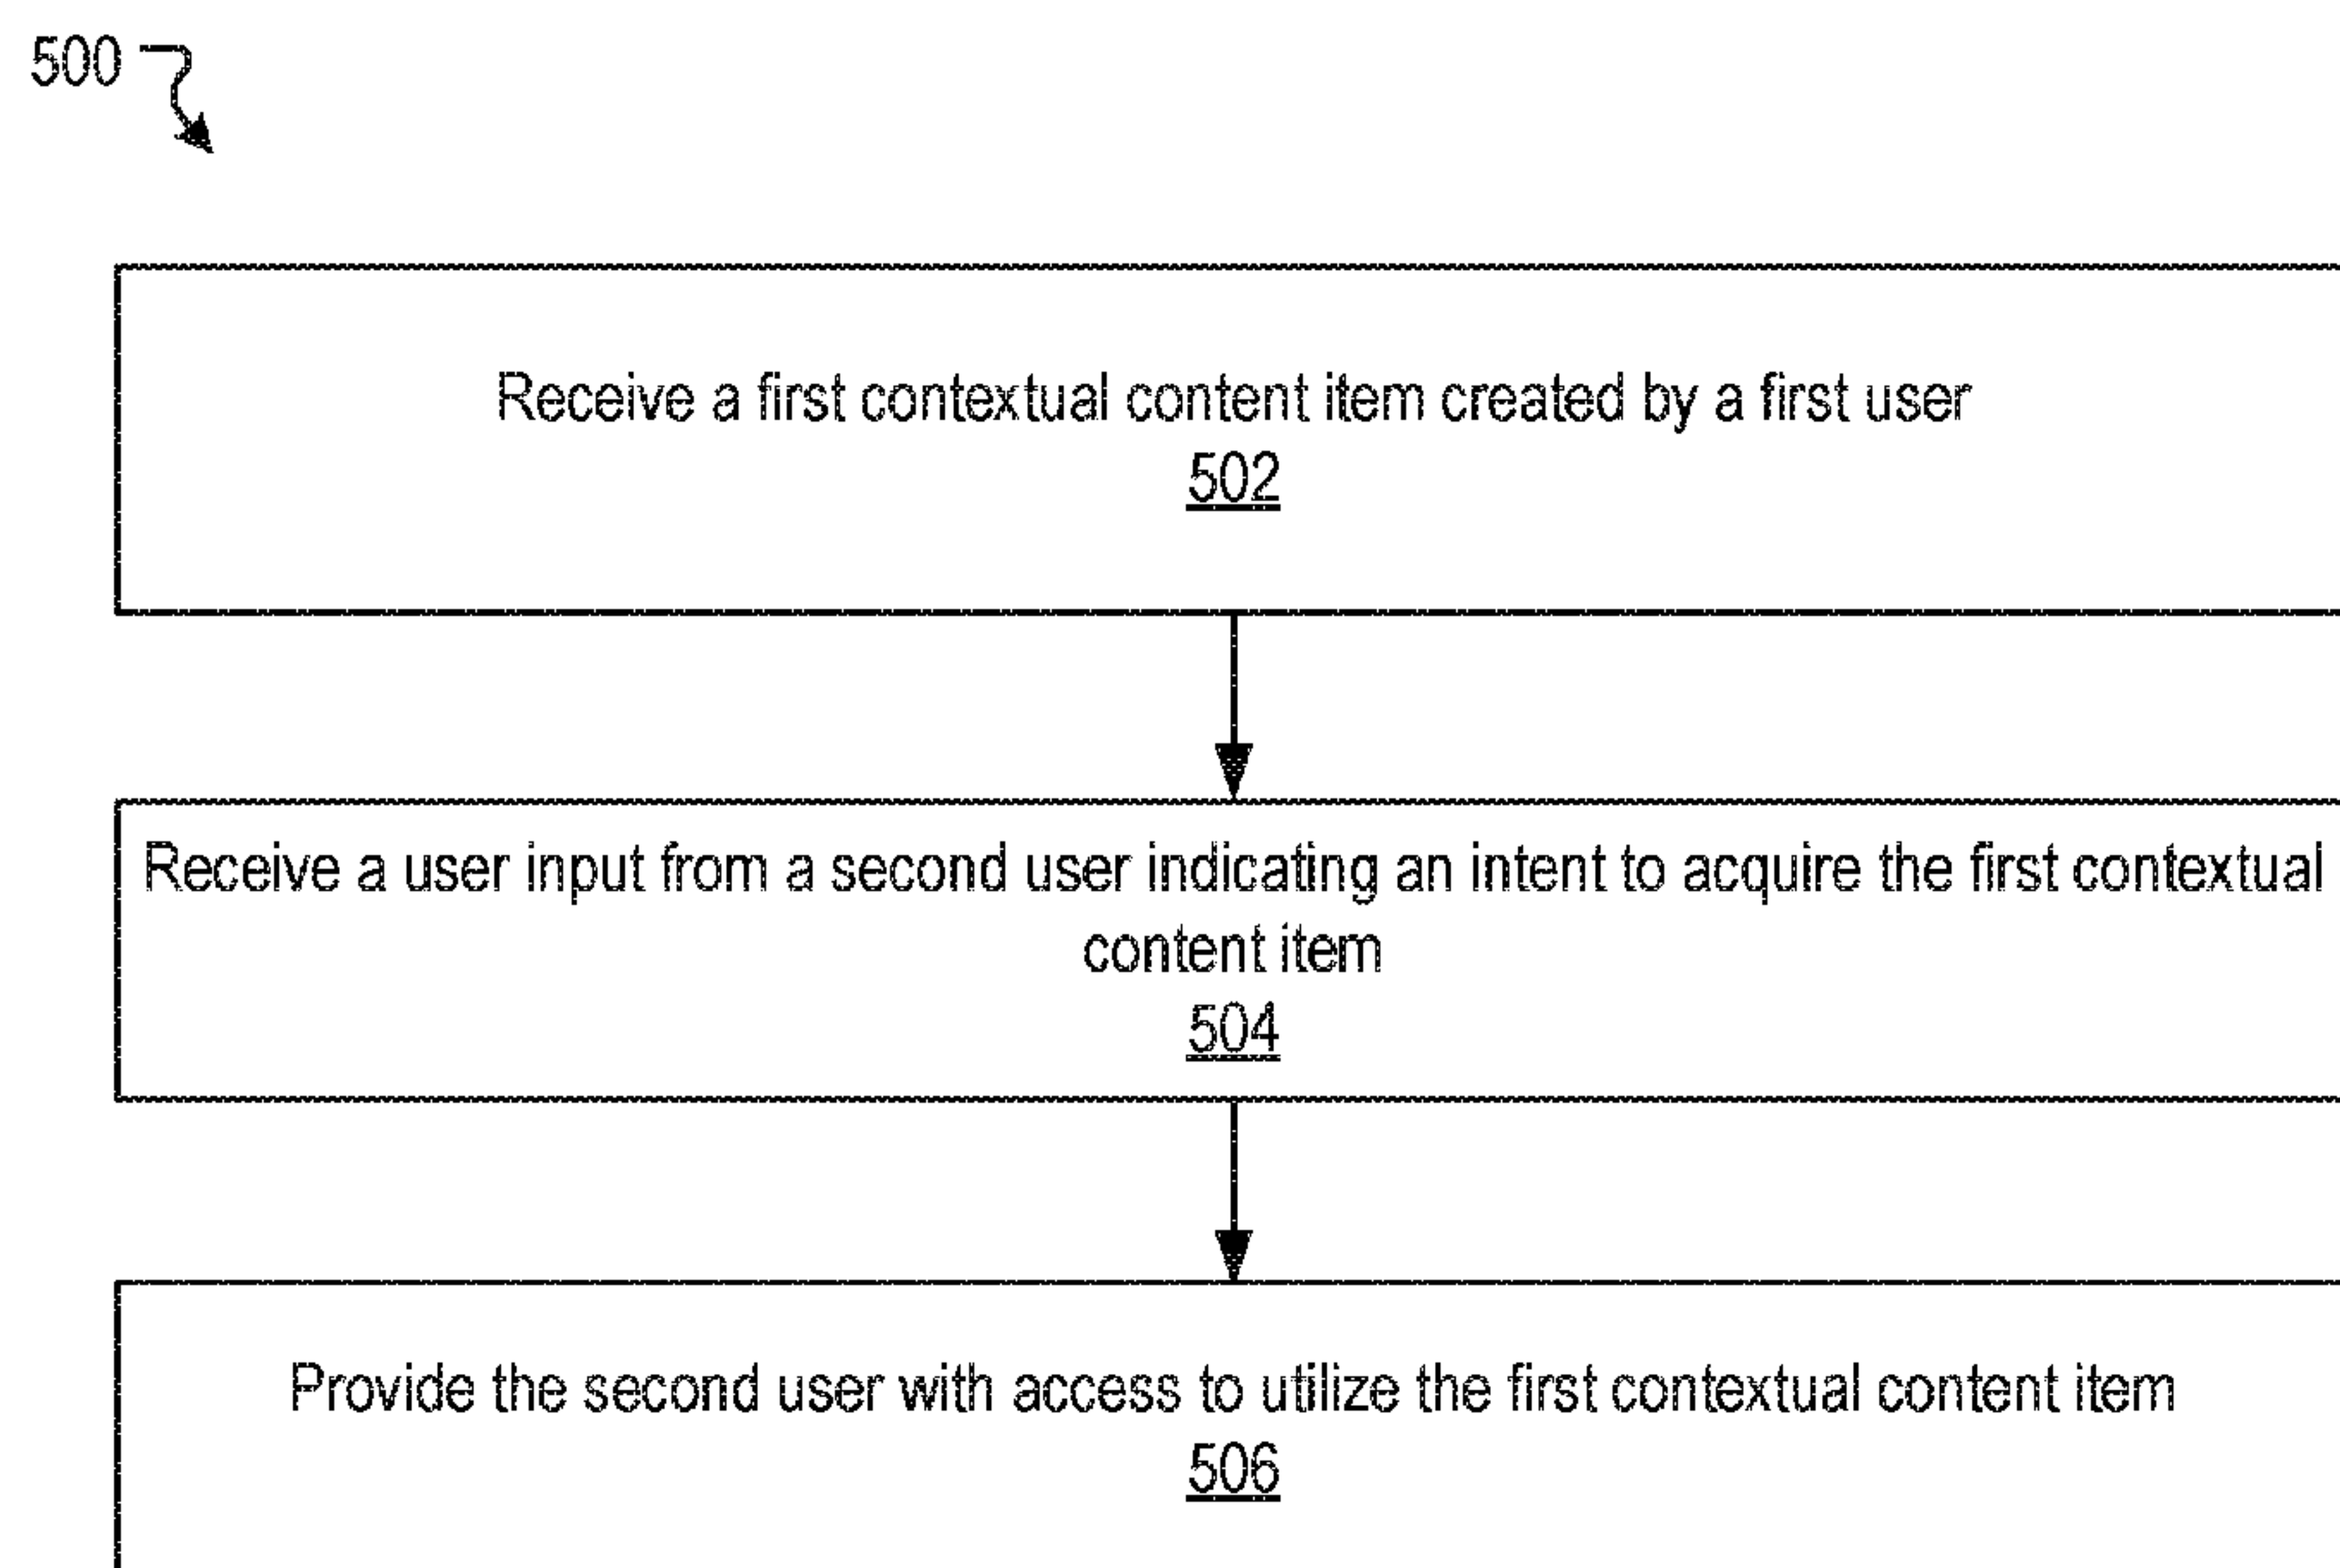 500
Receive a first contextual content item created by a first user
502
Receive a user input from a second user indicating an intent to acquire the first contextual
content item
504
Provide the second user with access to utilize the first contextual content item
506